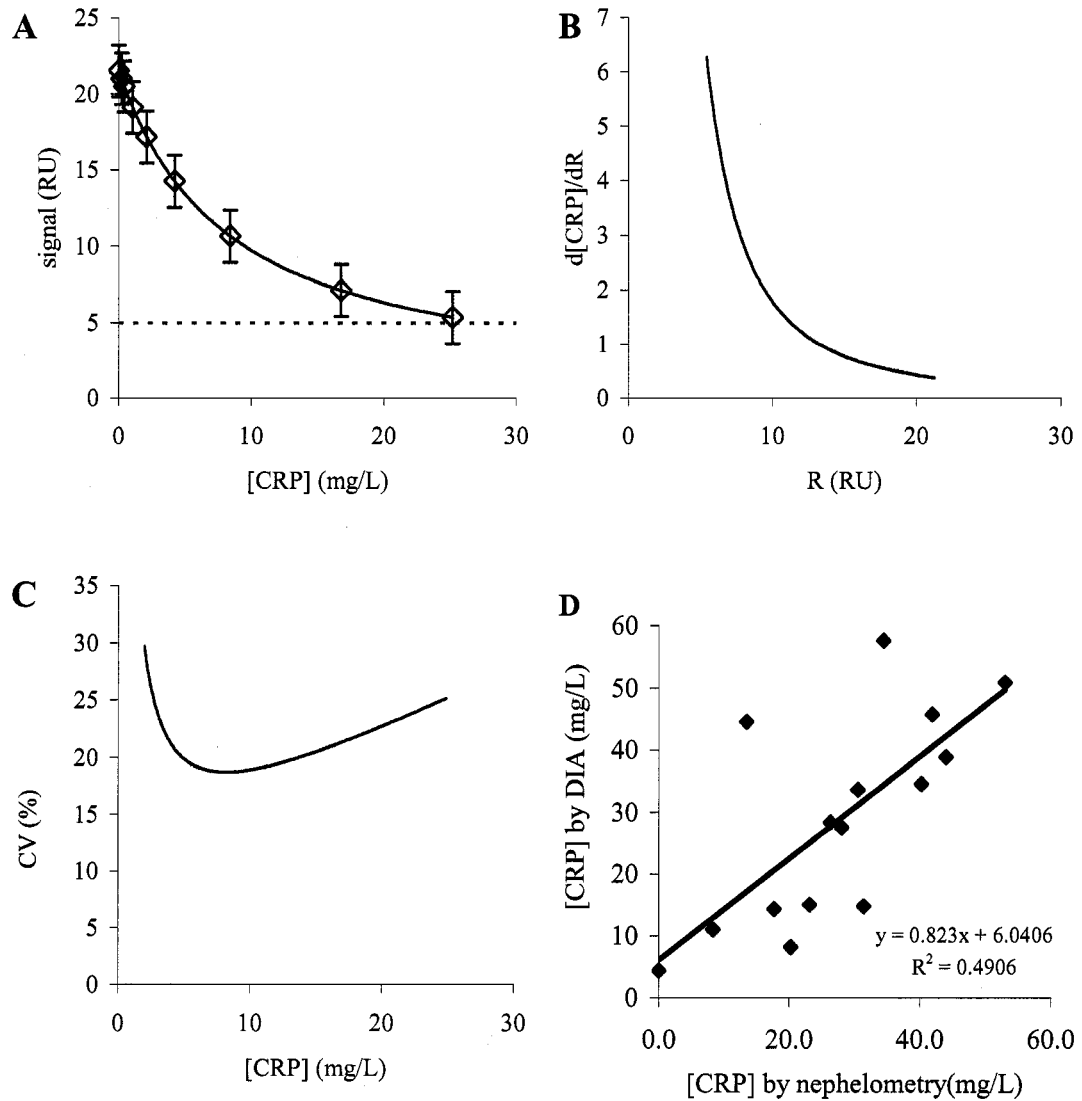 A
25
20
15
10
5
0
signal (RU)
0 10 20 30
[CRP] (mg/L)
B
7
6
5
4
3
2
1
0
d[CRP]/dR
0 10 20 30
R (RU)
C
35
30
25
20
15
10
5
0
CV (%)
0 10 20 30
[CRP] (mg/L)
D
60
50
40
30
20
10
0
[CRP] by DIA (mg/L)
y = 0.823x + 6.0406
R² = 0.4906
0.0 20.0 40.0 60.0
[CRP] by nephelometry(mg/L)